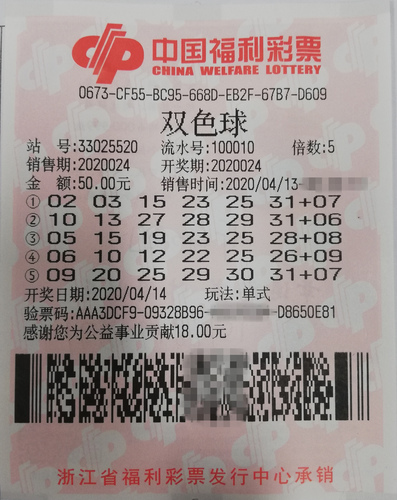 中国福利彩票
CHINA WELFARE LOTTERY
0673-CF55-BC95-668D-EB2F-67B7-D609
双色球
站 号:33025520 流水号:100010 倍数:5
销售期:2020024 开奖期:2020024
金 额:50.00元 销售时间:2020/04/13-
① 02 03 15 23 25 31+07
② 10 13 27 28 29 31+06
③ 05 15 19 23 25 28+08
④ 06 10 12 22 25 26+09
⑤ 09 20 25 29 30 31+07
开奖日期:2020/04/14 玩法:单式
验票码:AAA3DCF9-09328B96- -D8650E81
感谢您为公益事业贡献18.00元
浙江省福利彩票发行中心承销